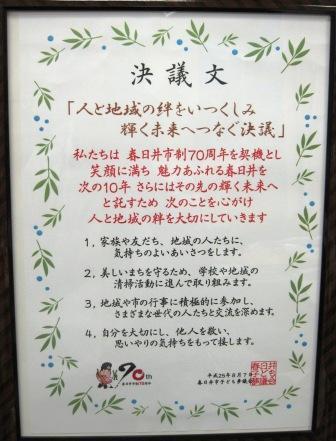 決議文
「人と地域の絆をいつくしみ
輝く未来へつなぐ決議」
私たちは 春日井市制70周年を契機とし
笑顔に満ち 魅力あふれる春日井を
次の10年 さらにはその先の輝く未来へ
と託すため 次のことを心がけ
人と地域の絆を大切にしていきます
1，家族や友だち、地域の人たちに、
気持ちのよいあいさつをします。
2，美しいまちを守るため、学校や地域の
清掃活動に進んで取り組みます。
3，地域や市の行事に積極的に参加し、
さまざまな世代の人たちと交流を深めます。
4，自分を大切にし、他人を敬い、
思いやりの気持ちをもって接します。
70th
春日井市制70周年
平成25年8月7日
春日井市子ども多議会